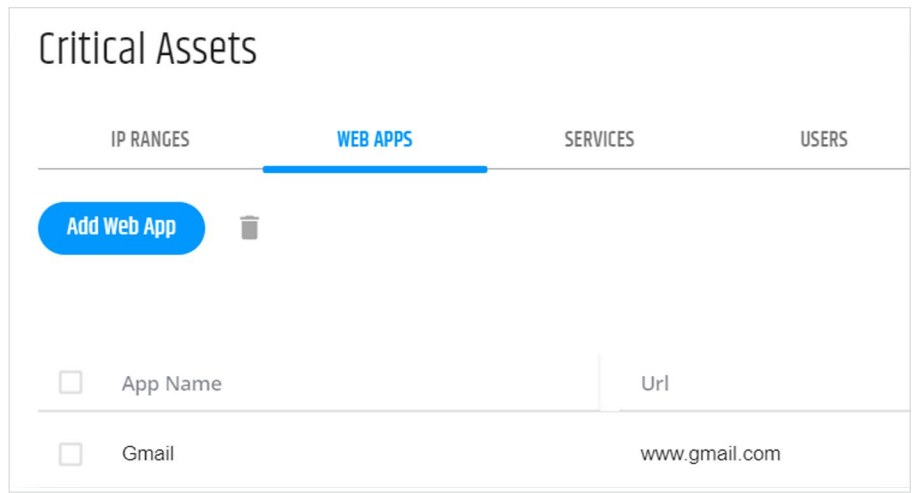 Critical Assets
IP RANGES WEB APPS SERVICES USERS
Add Web App
App Name Url
Gmail www.gmail.com